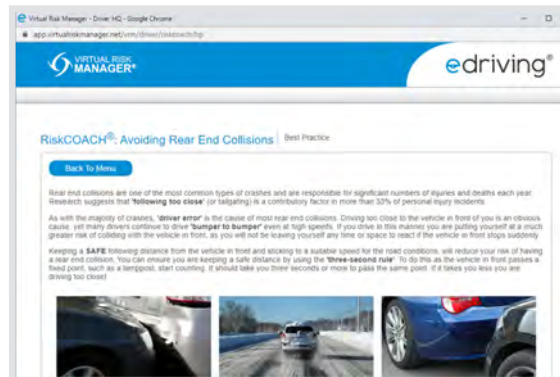 Virtual Risk Manager - Driver HQ - Google Chrome
app.virtualriskmanager.net/vrm/driver/riskcoach/bp
VIRTUAL RISK
MANAGER®
edriving®
RiskCOACH®: Avoiding Rear End Collisions Best Practice
Back To Menu
Rear end collisions are one of the most common types of crashes and are responsible for significant numbers of injuries and deaths each year.
Research suggests that 'following too close' (or tailgating) is a contributory factor in more than 33% of personal injury incidents.
As with the majority of crashes, 'driver error' is the cause of most rear end collisions. Driving too close to the vehicle in front of you is an obvious
cause, yet many drivers continue to drive 'bumper to bumper' even at high speeds. If you drive in this manner you are putting yourself at a much
greater risk of colliding with the vehicle in front, as you will not be leaving yourself any time or space to react if the vehicle in front stops suddenly.
Keeping a SAFE following distance from the vehicle in front and sticking to a suitable speed for the road conditions, will reduce your risk of having
a rear end collision. You can ensure you are keeping a safe distance by using the 'three-second rule'. To do this as the vehicle in front passes a
fixed point, such as a lamppost, start counting. It should take you three seconds or more to pass the same point. If it takes you less you are
driving too close!